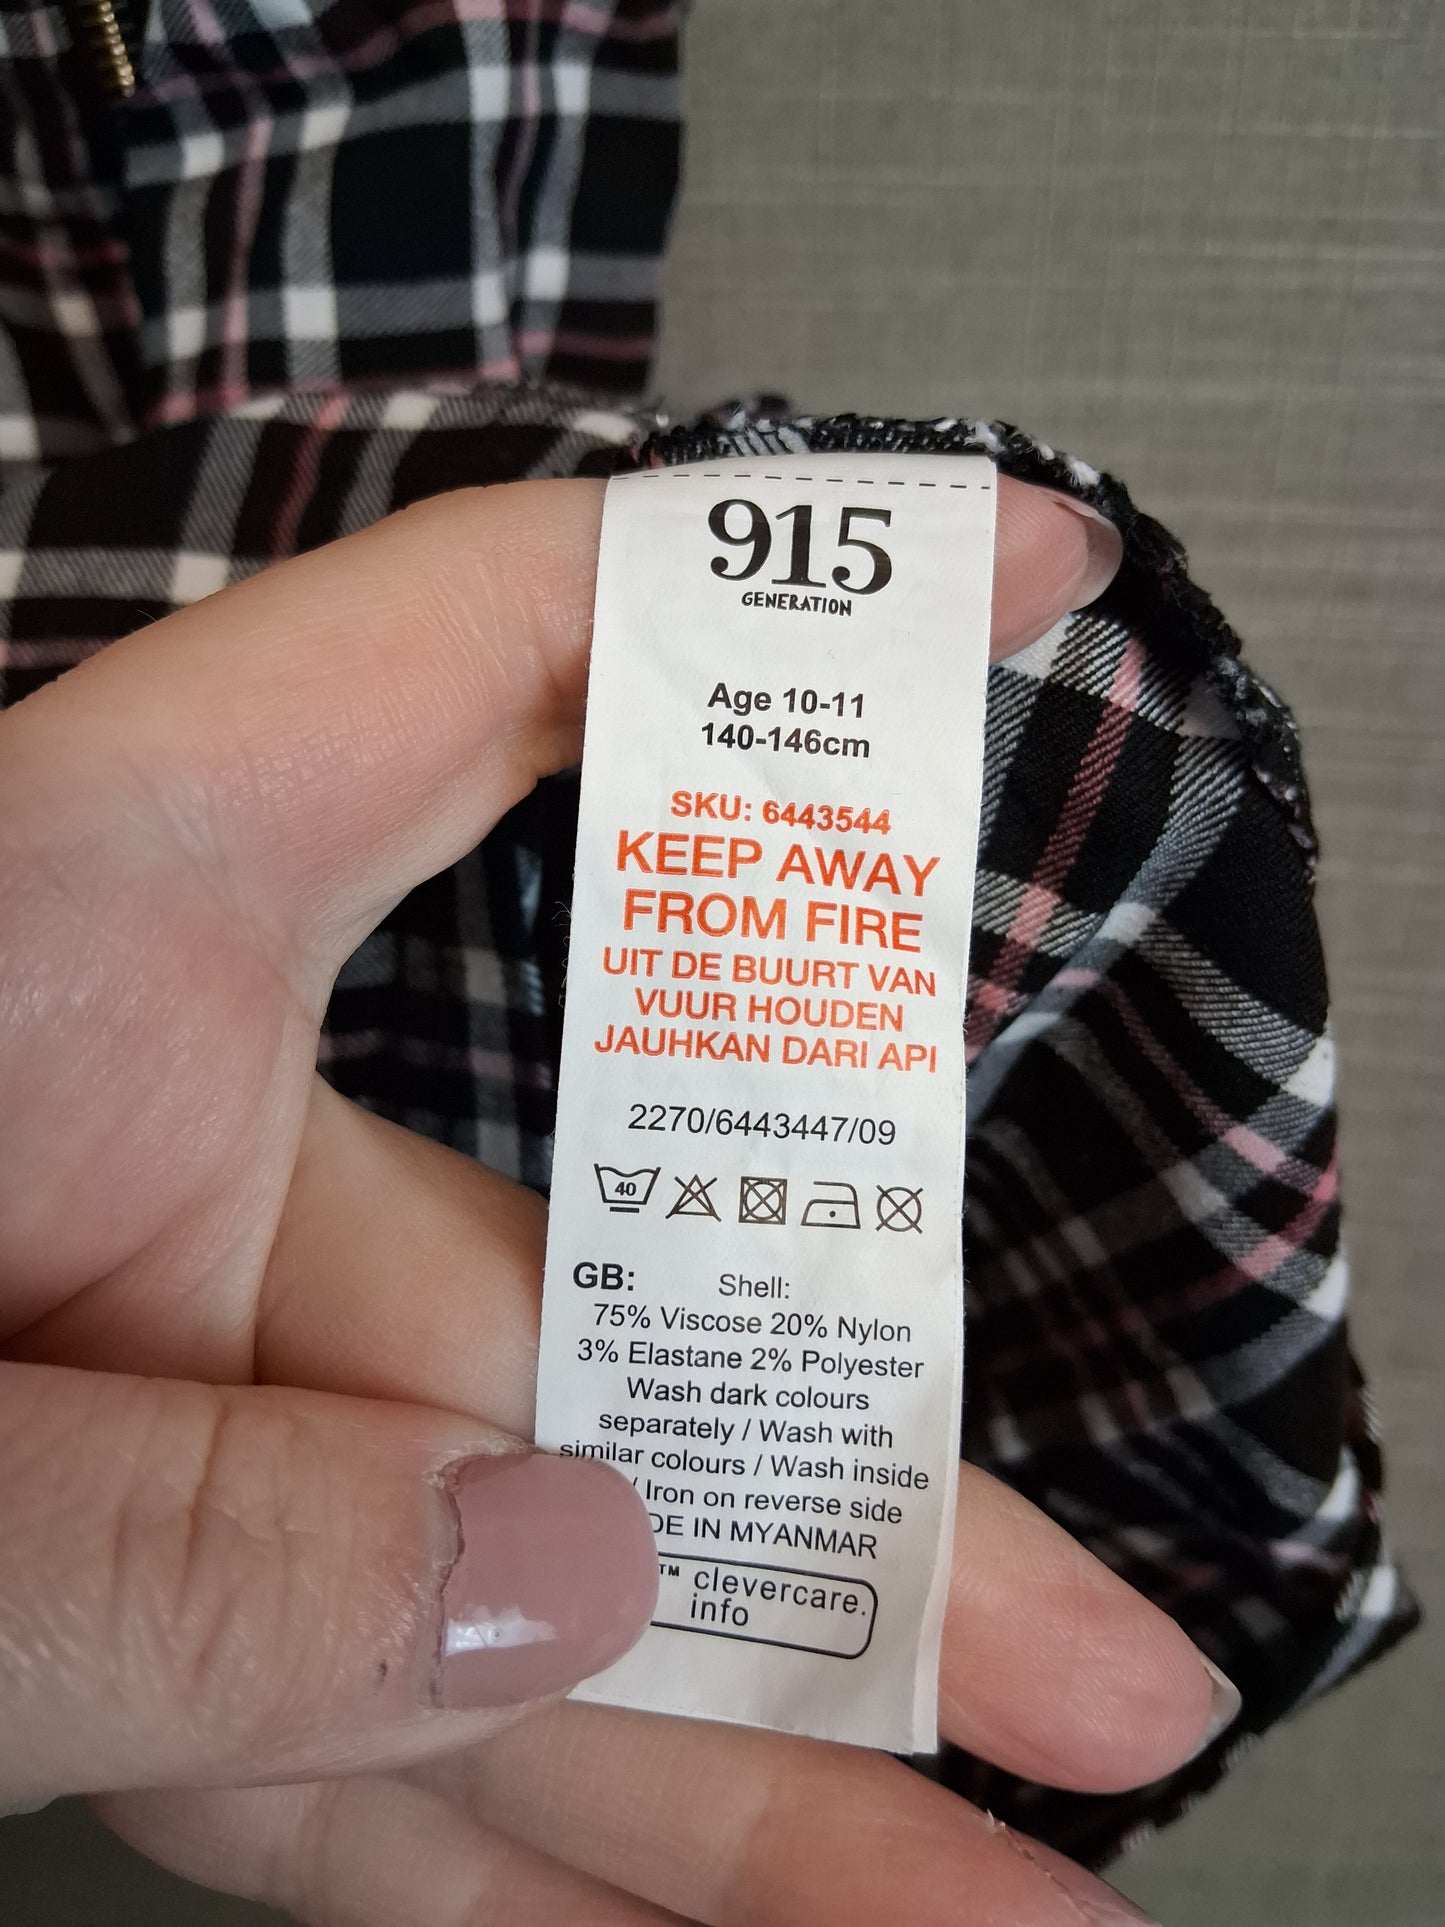 915
GENERATION
Age 10-11
140-146cm
SKU: 6443544
KEEP AWAY
FROM FIRE
UIT DE BUURT VAN
VUUR HOUDEN
JAUHKAN DARI API
2270/6443447/09
40
GB: Shell:
75% Viscose 20% Nylon
3% Elastane 2% Polyester
Wash dark colours
separately / Wash with
similar colours / Wash inside
/ Iron on reverse side
IN MYANMAR
™ clevercare.
info